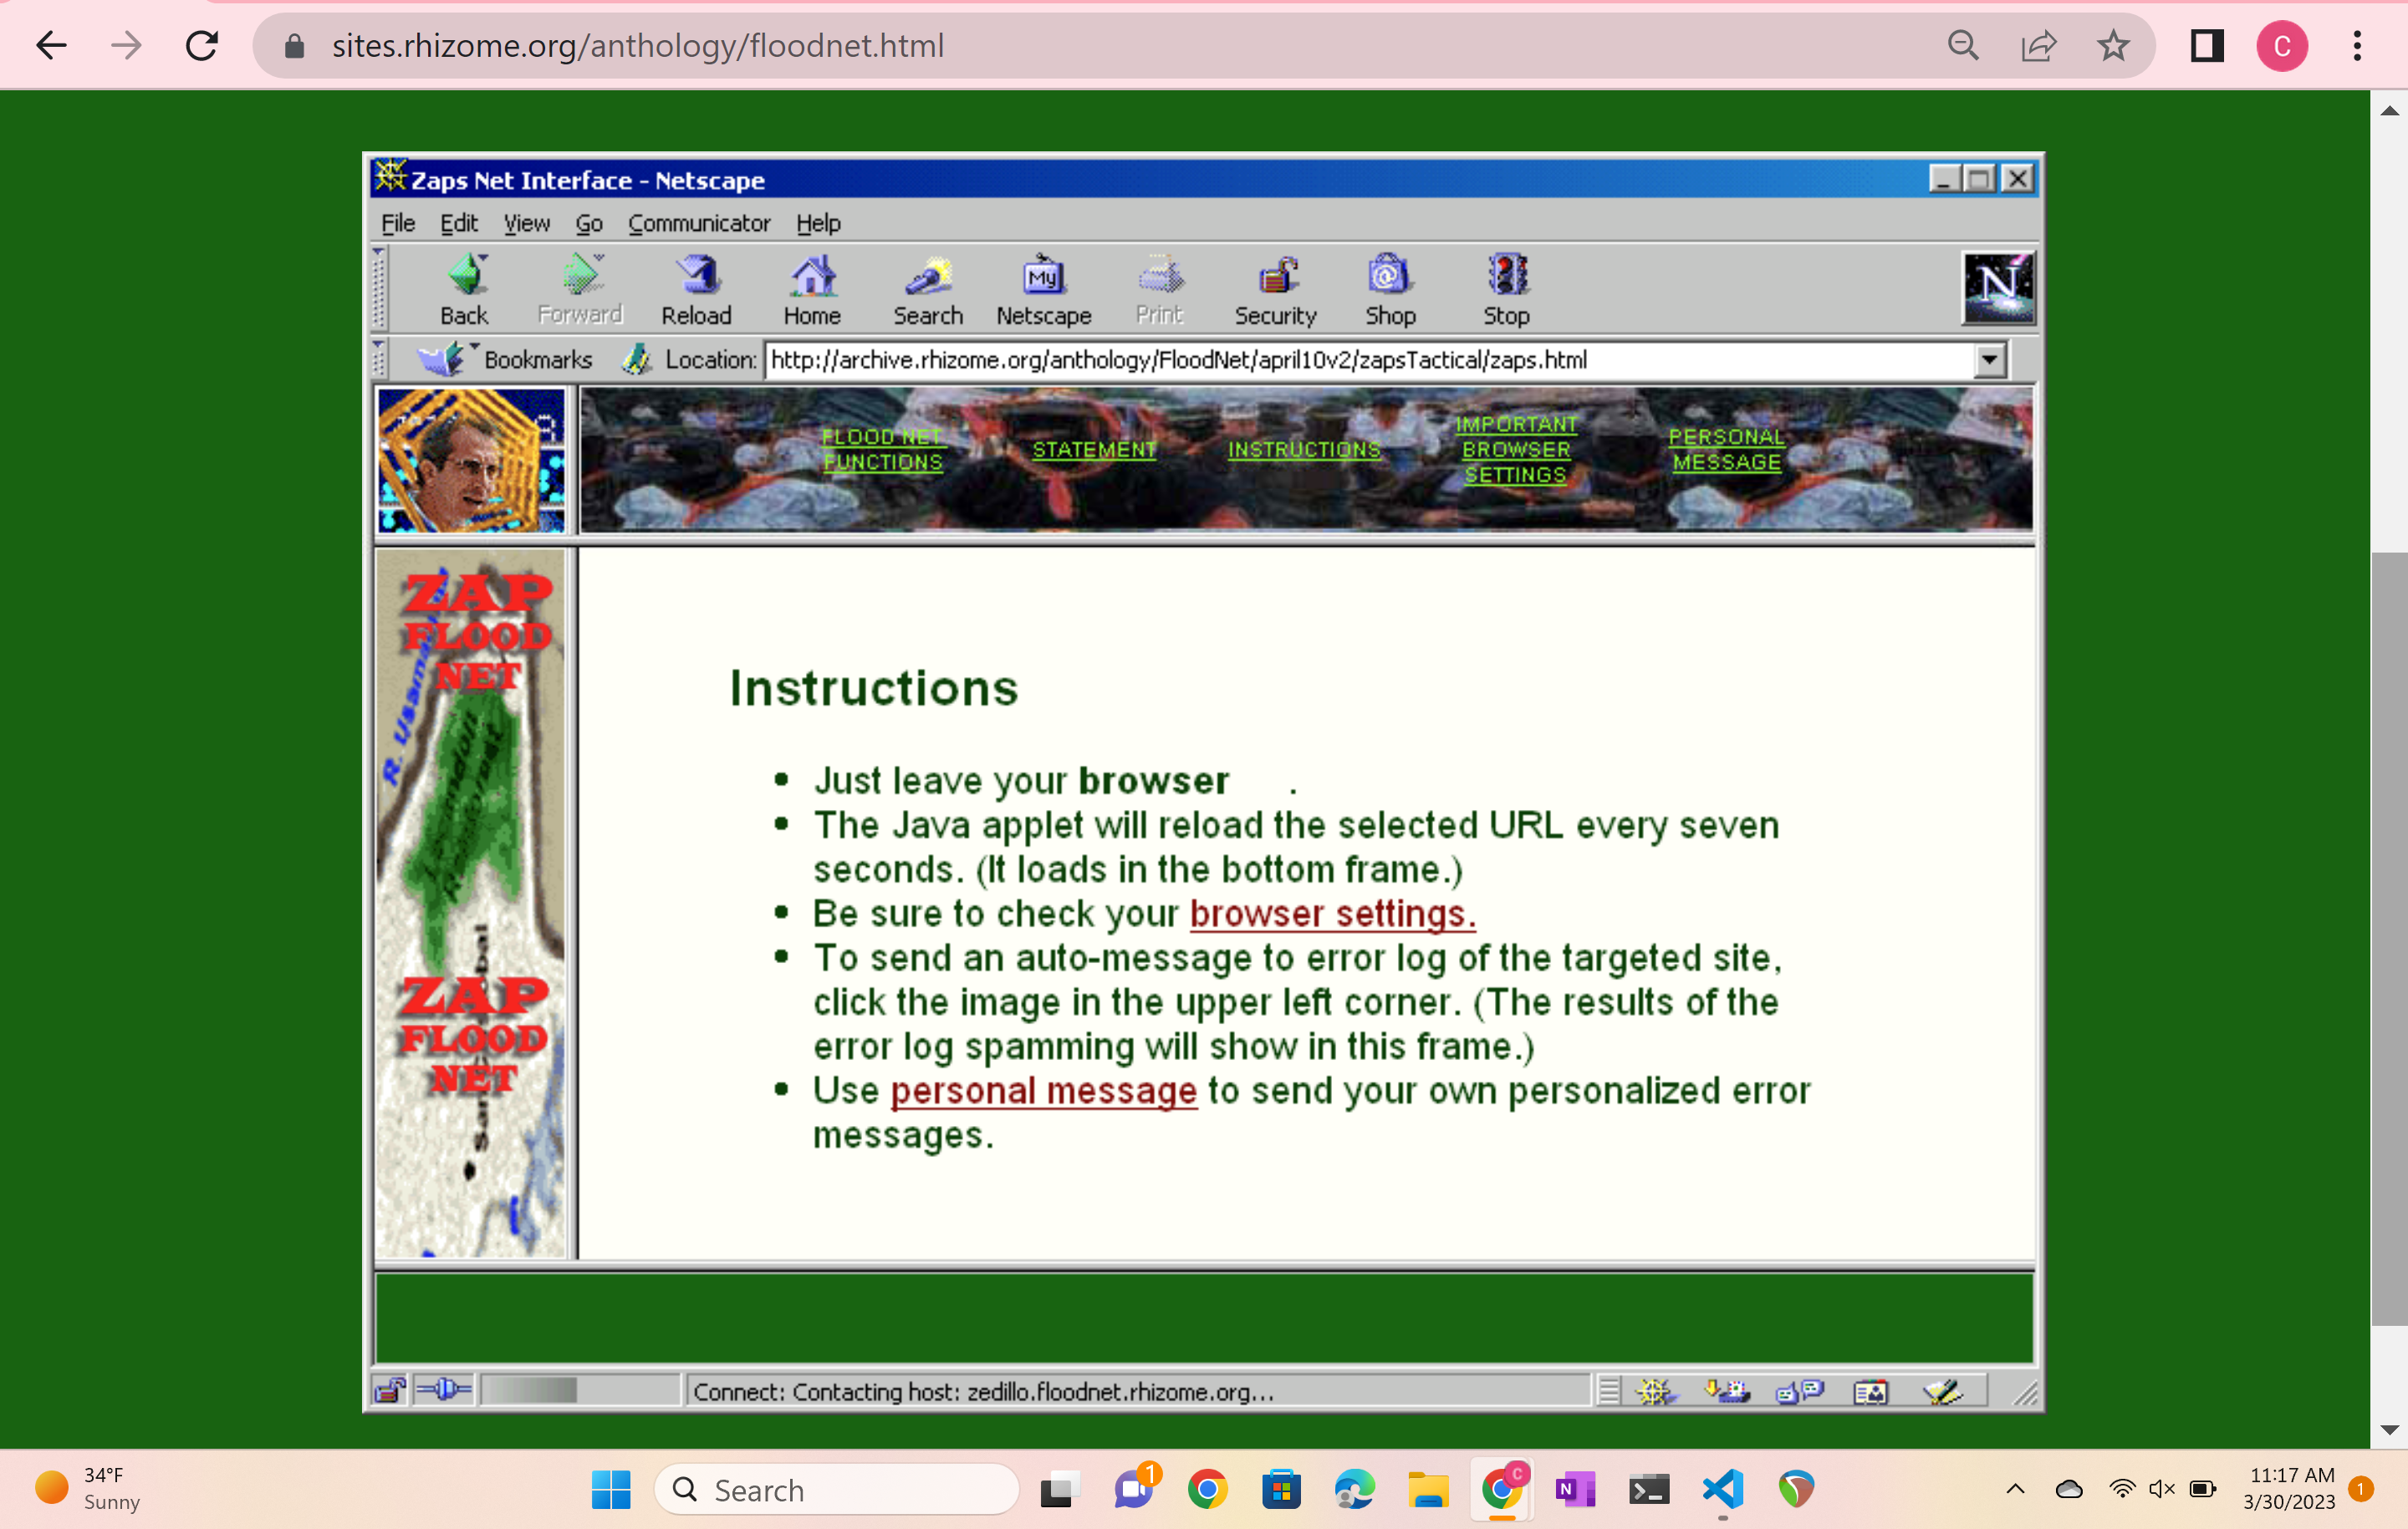 sites.rhizome.org/anthology/floodnet.html
C
Zaps Net Interface - Netscape
File Edit View Go Communicator Help
My
N
Back Forward Reload Home Search Netscape Print Security Shop Stop
Bookmarks Location: http://archive.rhizome.org/anthology/FloodNet/april10v2/zapsTactical/zaps.html
FLOOD NET
FUNCTIONS
STATEMENT
INSTRUCTIONS
IMPORTANT
BROWSER
SETTINGS
PERSONAL
MESSAGE
ZAP
FLOOD
NET
ZAP
FLOOD
NET
Instructions
• Just leave your browser .
• The Java applet will reload the selected URL every seven
seconds. (It loads in the bottom frame.)
• Be sure to check your browser settings.
• To send an auto-message to error log of the targeted site,
click the image in the upper left corner. (The results of the
error log spamming will show in this frame.)
• Use personal message to send your own personalized error
messages.
Connect: Contacting host: zedillo.floodnet.rhizome.org...
34°F
Sunny
Search
1
C
N
11:17 AM
3/30/2023
1